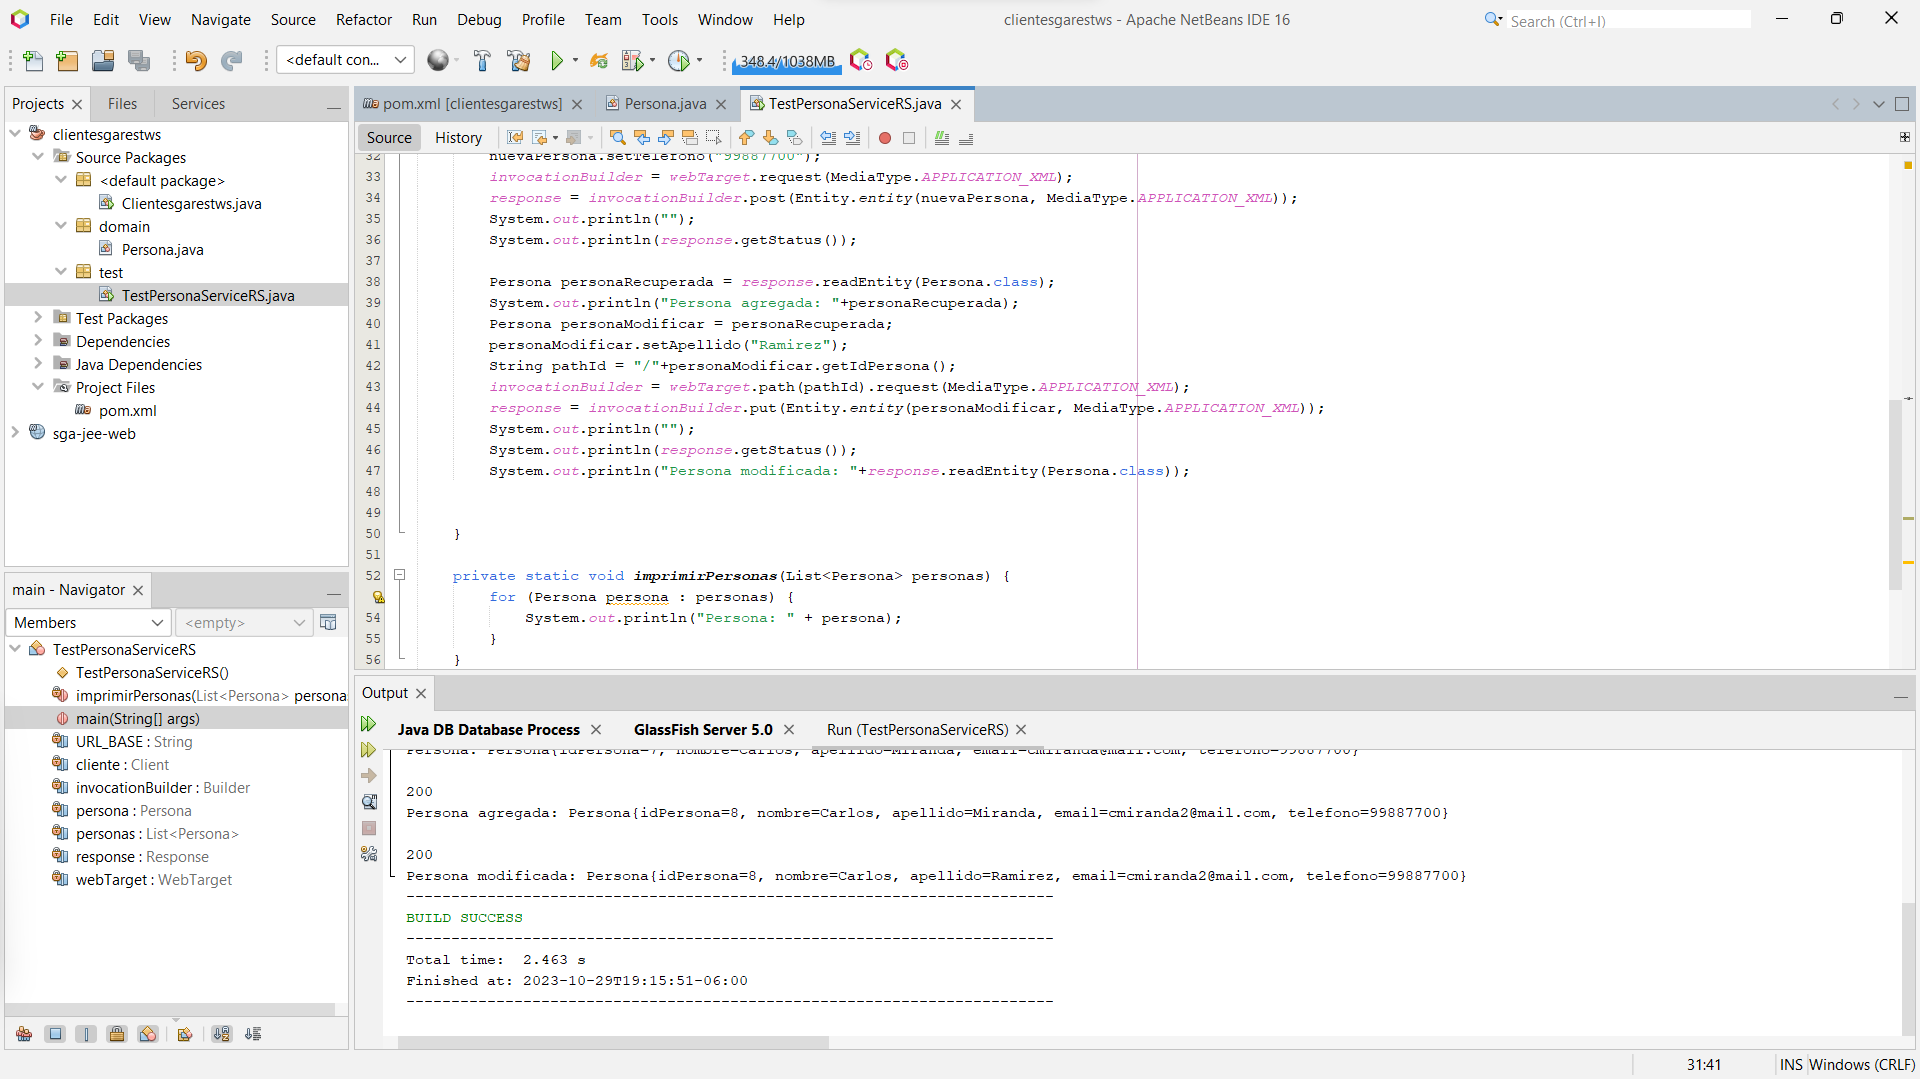 File Edit View Navigate Source Refactor Run Debug Profile Team Tools Window Help
clientesgarestws - Apache NetBeans IDE 16
Search (Ctrl+I)
<default con...
348.4/1038MB
Projects Files Services
clientesgarestws
Source Packages
<default package>
Clientesgarestws.java
domain
Persona.java
test
TestPersonaServiceRS.java
Test Packages
Dependencies
Java Dependencies
Project Files
pom.xml
sga-jee-web
main - Navigator
Members <empty>
TestPersonaServiceRS
TestPersonaServiceRS()
imprimirPersonas(List<Persona> persona
main(String[] args)
URL_BASE : String
cliente : Client
invocationBuilder : Builder
persona : Persona
personas : List<Persona>
response : Response
webTarget : WebTarget
pom.xml [clientesgarestws] Persona.java TestPersonaServiceRS.java
Source History
32 nuevaPersona.setTelefono("99887700");
33 invocationBuilder = webTarget.request(MediaType.APPLICATION_XML);
34 response = invocationBuilder.post(Entity.entity(nuevaPersona, MediaType.APPLICATION_XML));
35 System.out.println("");
36 System.out.println(response.getStatus());
37
38 Persona personaRecuperada = response.readEntity(Persona.class);
39 System.out.println("Persona agregada: "+personaRecuperada);
40 Persona personaModificar = personaRecuperada;
41 personaModificar.setApellido("Ramirez");
42 String pathId = "/"+personaModificar.getIdPersona();
43 invocationBuilder = webTarget.path(pathId).request(MediaType.APPLICATION_XML);
44 response = invocationBuilder.put(Entity.entity(personaModificar, MediaType.APPLICATION_XML));
45 System.out.println("");
46 System.out.println(response.getStatus());
47 System.out.println("Persona modificada: "+response.readEntity(Persona.class));
48
49
50 }
51
52 private static void imprimirPersonas(List<Persona> personas) {
for (Persona persona : personas) {
54 System.out.println("Persona: " + persona);
55 }
56 }
Output
Java DB Database Process GlassFish Server 5.0 Run (TestPersonaServiceRS)
Persona: Persona{idPersona=7, nombre=Carlos, apellido=Miranda, email=cmiranda@mail.com, telefono=99887700}
200
Persona agregada: Persona{idPersona=8, nombre=Carlos, apellido=Miranda, email=cmiranda2@mail.com, telefono=99887700}
200
Persona modificada: Persona{idPersona=8, nombre=Carlos, apellido=Ramirez, email=cmiranda2@mail.com, telefono=99887700}
------------------------------------------------------------------------
BUILD SUCCESS
------------------------------------------------------------------------
Total time: 2.463 s
Finished at: 2023-10-29T19:15:51-06:00
------------------------------------------------------------------------
31:41 INS Windows (CRLF)